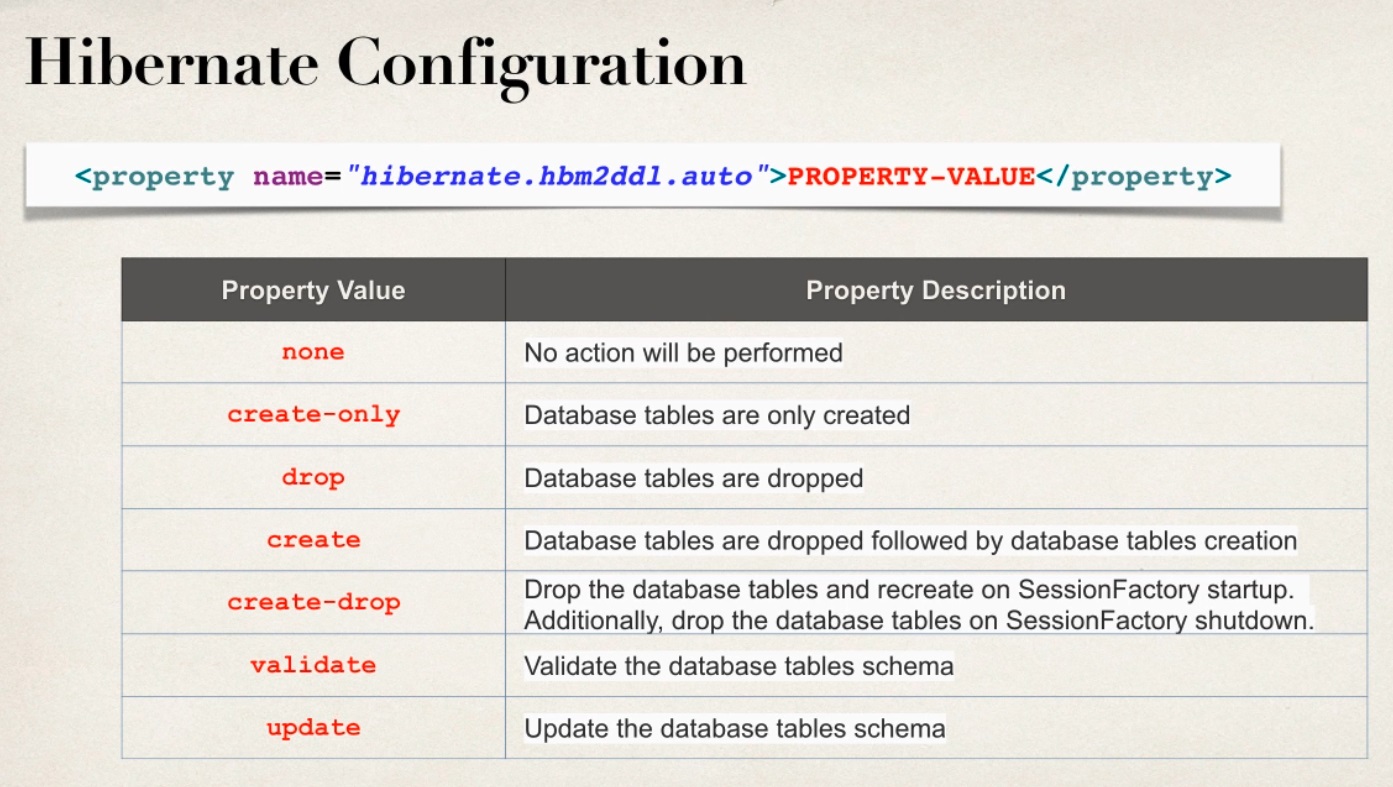 Hibernate Configuration
<property name="hibernate.hbm2ddl.auto">PROPERTY-VALUE</property>
Property Value Property Description
none No action will be performed
create-only Database tables are only created
drop Database tables are dropped
create Database tables are dropped followed by database tables creation
create-drop Drop the database tables and recreate on SessionFactory startup.
Additionally, drop the database tables on SessionFactory shutdown.
validate Validate the database tables schema
update Update the database tables schema